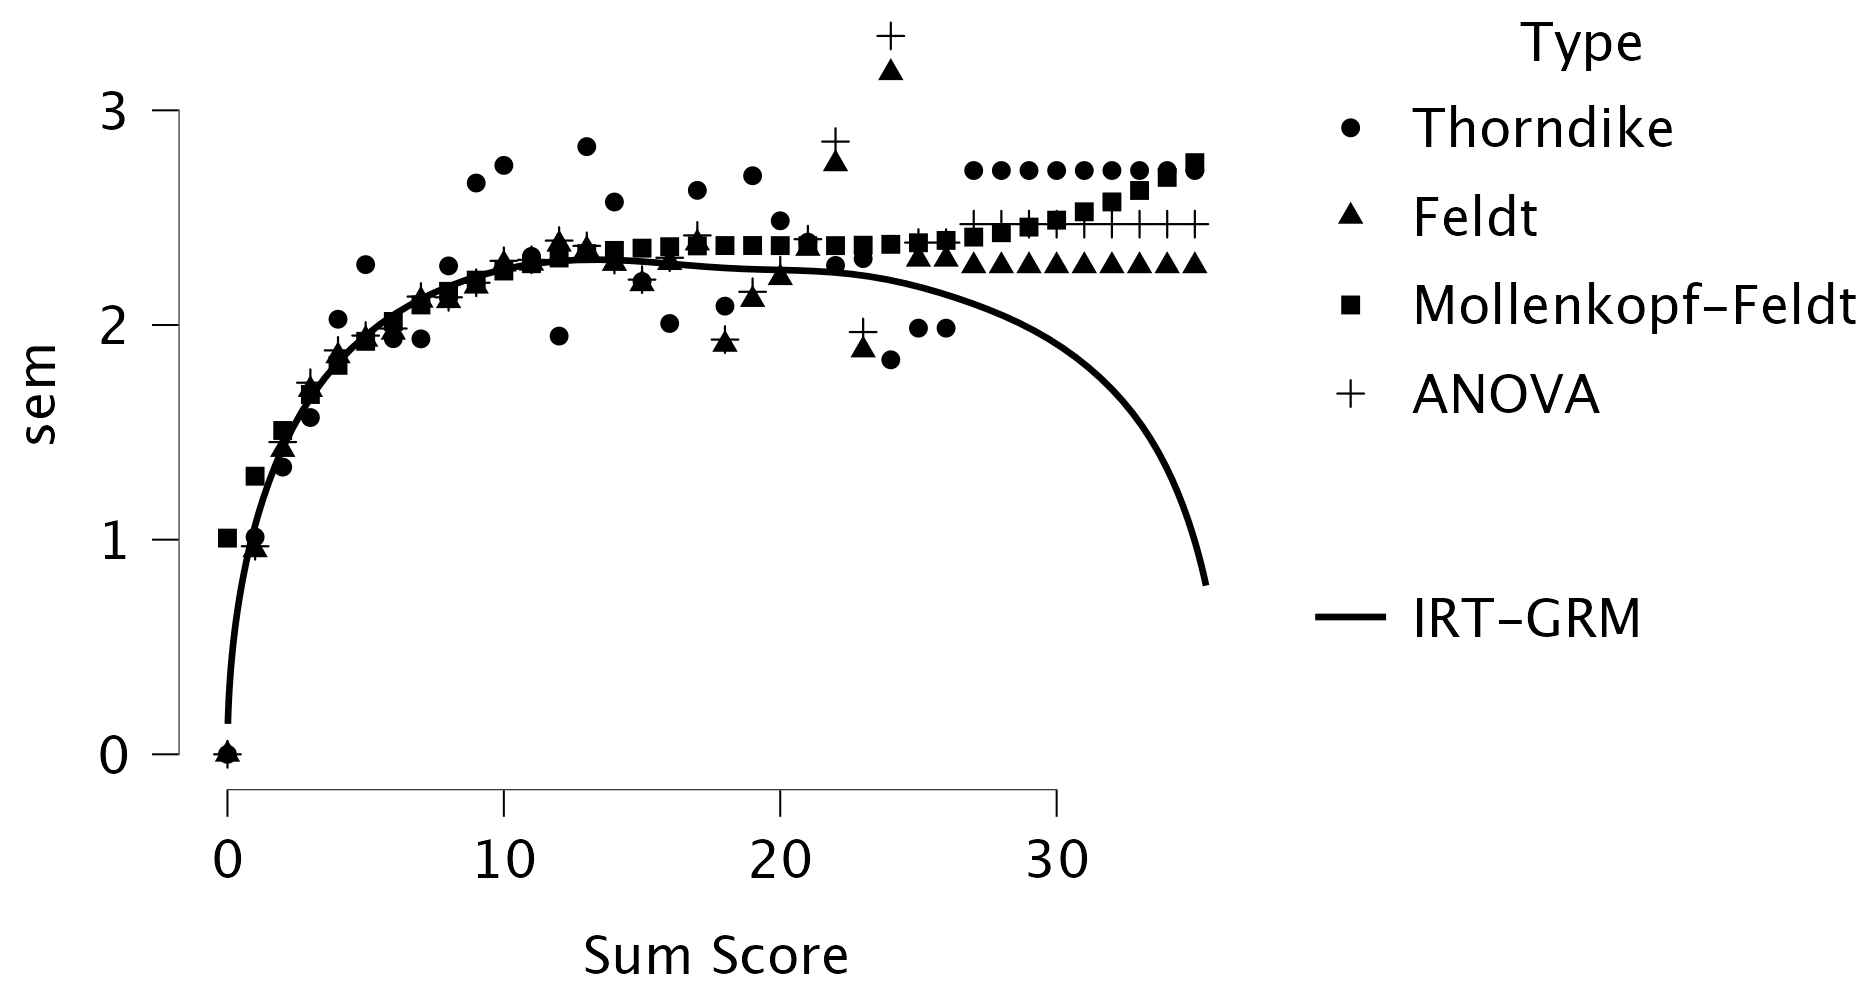 Type
Thorndike
Feldt
Mollenkopf–Feldt
ANOVA
IRT–GRM
sem
3
2
1
0
0 10 20 30
Sum Score